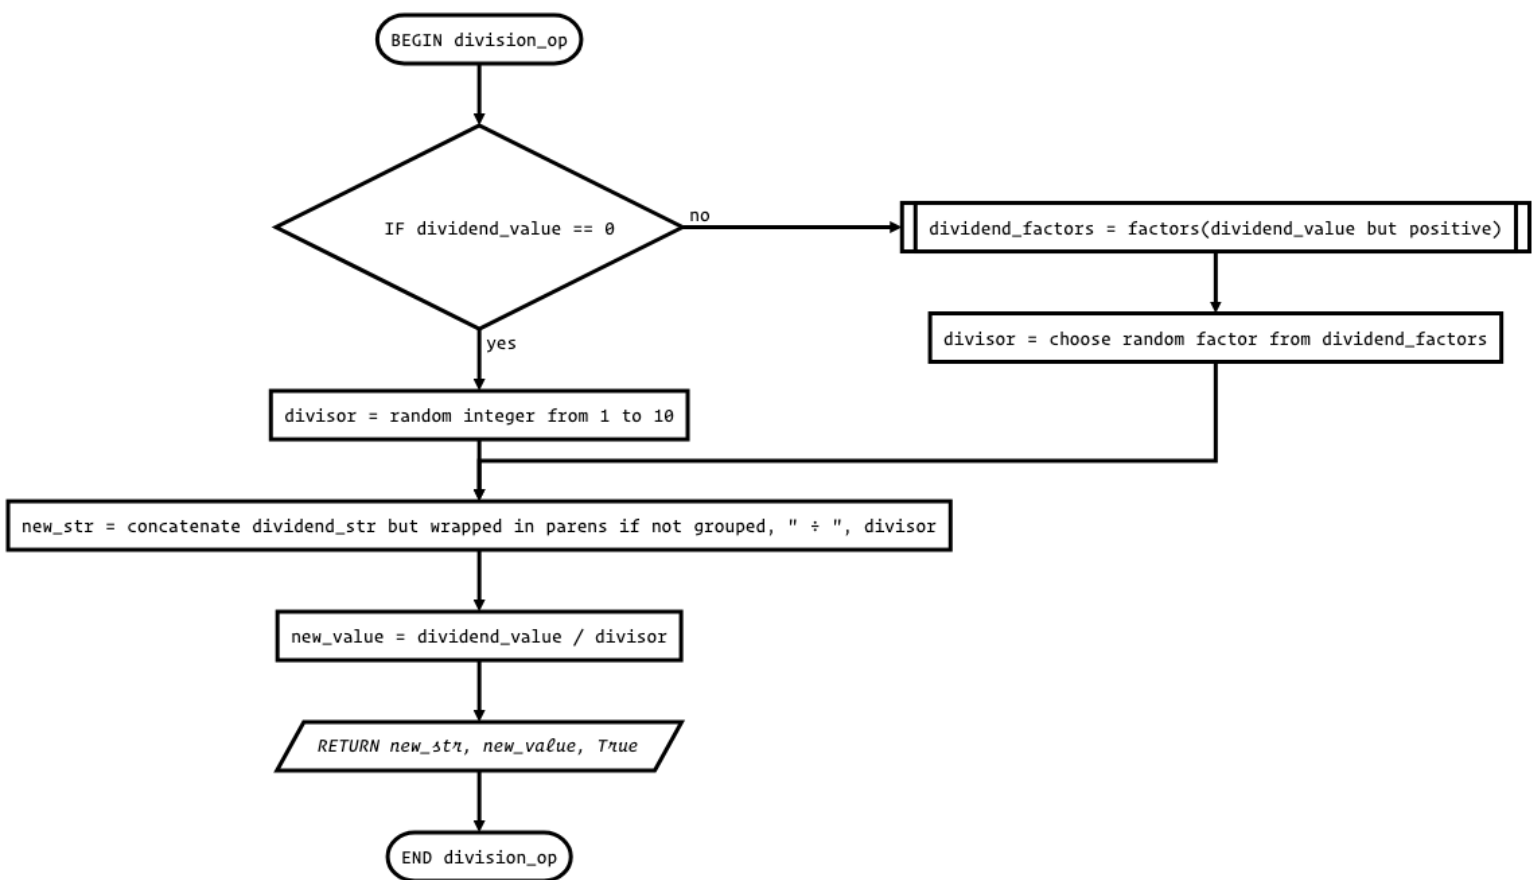 BEGIN division_op
IF dividend_value == 0
no
dividend_factors = factors(dividend_value but positive)
divisor = choose random factor from dividend_factors
yes
divisor = random integer from 1 to 10
new_str = concatenate dividend_str but wrapped in parens if not grouped, " ÷ ", divisor
new_value = dividend_value / divisor
RETURN new_str, new_value, True
END division_op